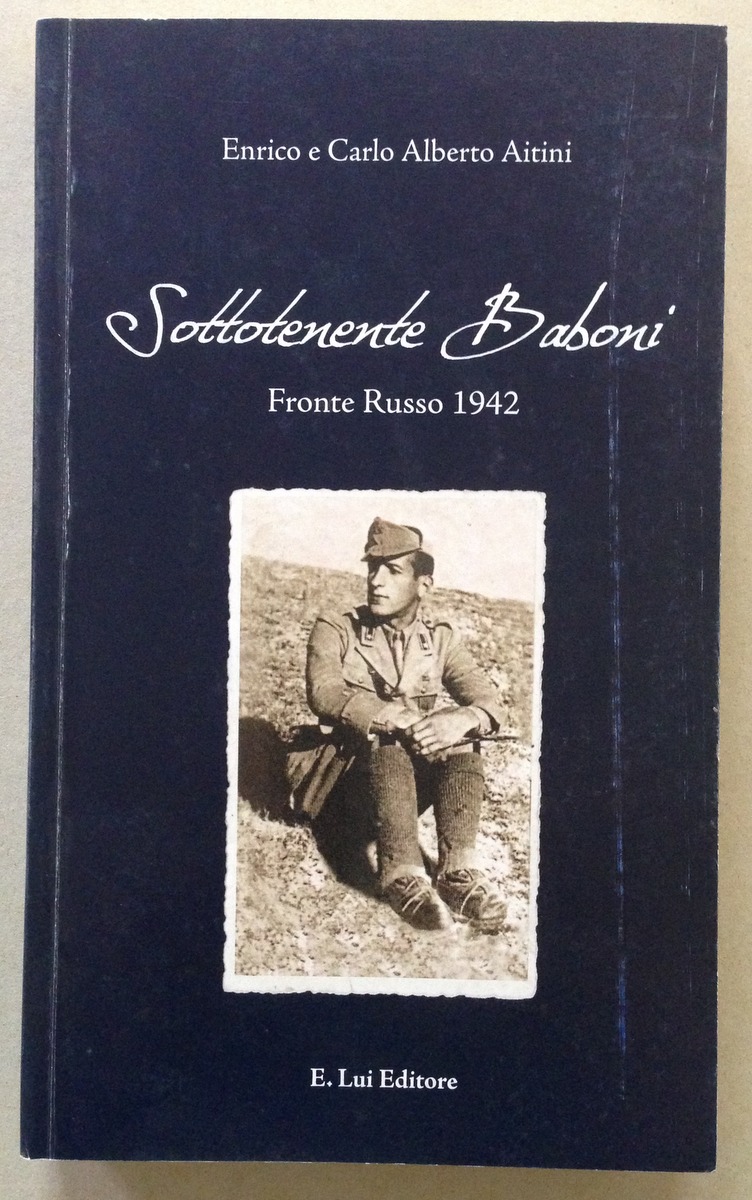 Enrico e Carlo Alberto Aitini
Sottotenente Baboni
Fronte Russo 1942
E. Lui Editore